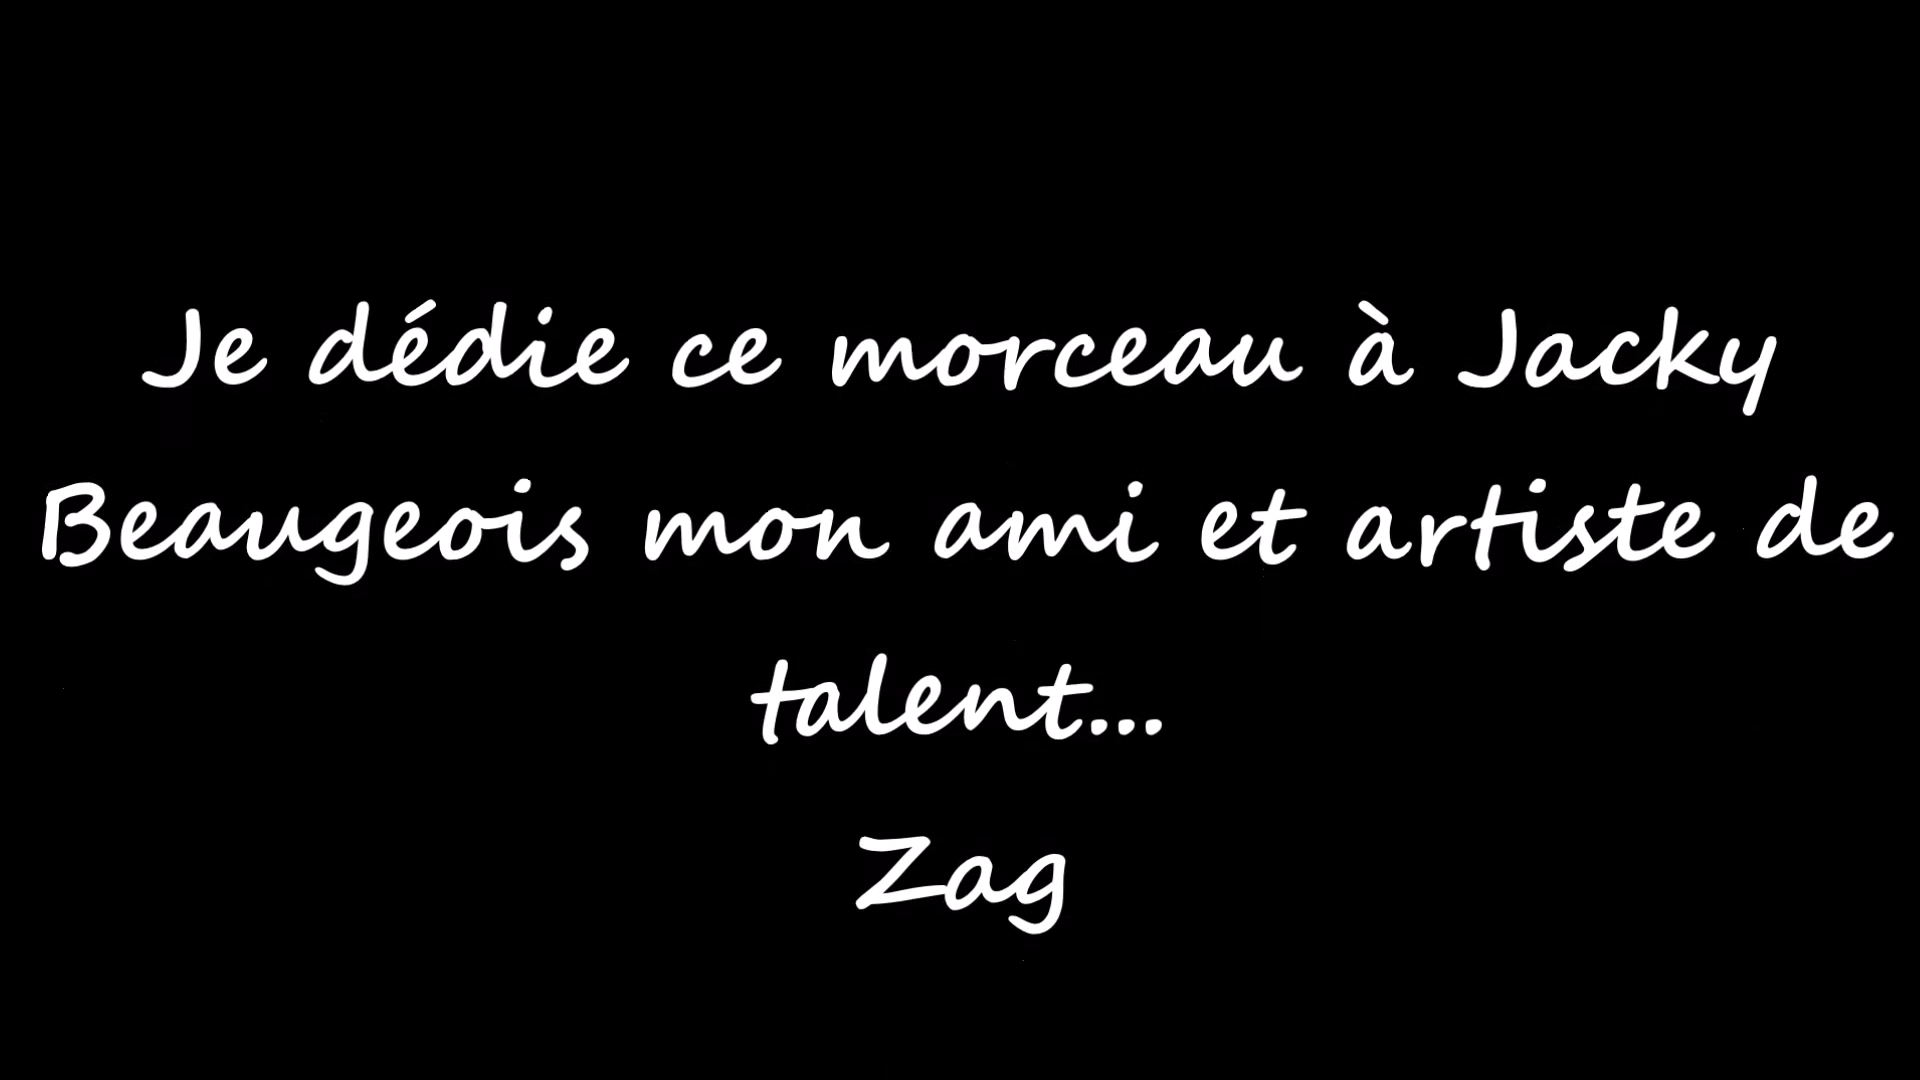 Je dédie ce morceau à Jacky
Beaugeois mon ami et artiste de
talent...
Zag